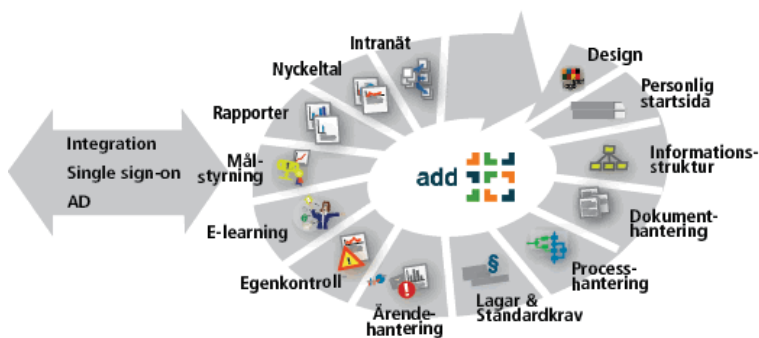 Intranät
Nyckeltal
Rapporter
Mål-
styrning
E-learning
Egenkontroll
Ärende-
hantering
Lagar &
Standardkrav
Process-
hantering
Dokument-
hantering
Informations-
struktur
Personlig
startsida
Design
Integration
Single sign-on
AD
add
§